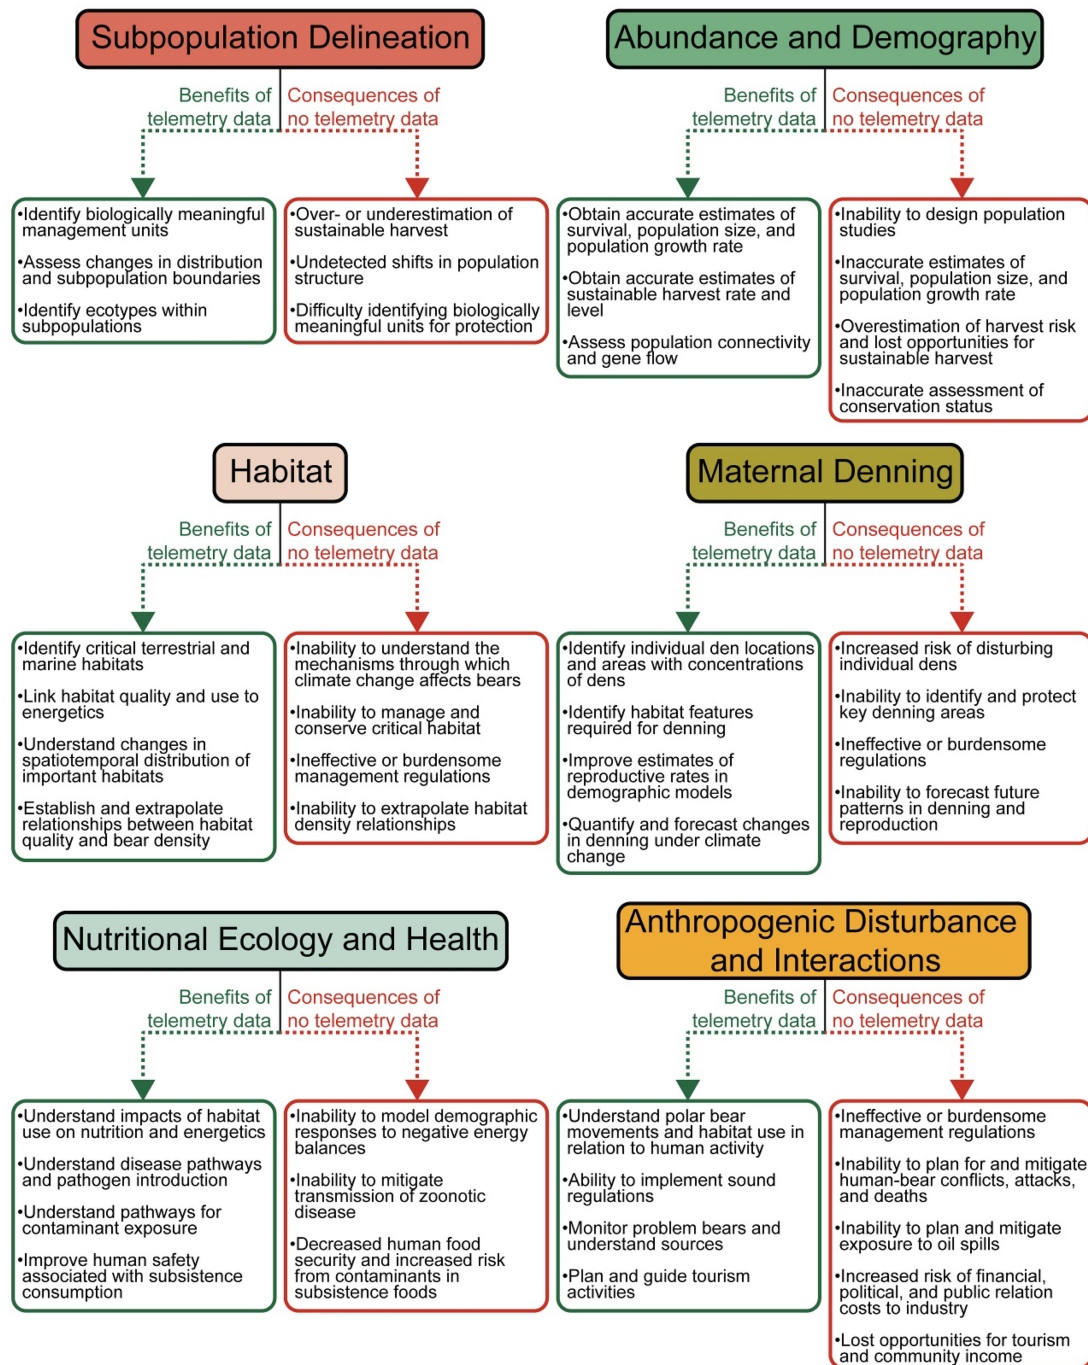 Subpopulation Delineation
Benefits of
telemetry data
Consequences of
no telemetry data
•Identify biologically meaningful
management units
•Assess changes in distribution
and subpopulation boundaries
•Identify ecotypes within
subpopulations
•Over- or underestimation of
sustainable harvest
•Undetected shifts in population
structure
•Difficulty identifying biologically
meaningful units for protection
Abundance and Demography
Benefits of
telemetry data
Consequences of
no telemetry data
•Obtain accurate estimates of
survival, population size, and
population growth rate
•Obtain accurate estimates of
sustainable harvest rate and
level
•Assess population connectivity
and gene flow
•Inability to design population
studies
•Inaccurate estimates of
survival, population size, and
population growth rate
•Overestimation of harvest risk
and lost opportunities for
sustainable harvest
•Inaccurate assessment of
conservation status
Habitat
Benefits of
telemetry data
Consequences of
no telemetry data
•Identify critical terrestrial and
marine habitats
•Link habitat quality and use to
energetics
•Understand changes in
spatiotemporal distribution of
important habitats
•Establish and extrapolate
relationships between habitat
quality and bear density
•Inability to understand the
mechanisms through which
climate change affects bears
•Inability to manage and
conserve critical habitat
•Ineffective or burdensome
management regulations
•Inability to extrapolate habitat
density relationships
Maternal Denning
Benefits of
telemetry data
Consequences of
no telemetry data
•Identify individual den locations
and areas with concentrations
of dens
•Identify habitat features
required for denning
•Improve estimates of
reproductive rates in
demographic models
•Quantify and forecast changes
in denning under climate
change
•Increased risk of disturbing
individual dens
•Inability to identify and protect
key denning areas
•Ineffective or burdensome
regulations
•Inability to forecast future
patterns in denning and
reproduction
Nutritional Ecology and Health
Benefits of
telemetry data
Consequences of
no telemetry data
•Understand impacts of habitat
use on nutrition and energetics
•Understand disease pathways
and pathogen introduction
•Understand pathways for
contaminant exposure
•Improve human safety
associated with subsistence
consumption
•Inability to model demographic
responses to negative energy
balances
•Inability to mitigate
transmission of zoonotic
disease
•Decreased human food
security and increased risk
from contaminants in
subsistence foods
Anthropogenic Disturbance
and Interactions
Benefits of
telemetry data
Consequences of
no telemetry data
•Understand polar bear
movements and habitat use in
relation to human activity
•Ability to implement sound
regulations
•Monitor problem bears and
understand sources
•Plan and guide tourism
activities
•Ineffective or burdensome
management regulations
•Inability to plan for and mitigate
human-bear conflicts, attacks,
and deaths
•Inability to plan and mitigate
exposure to oil spills
•Increased risk of financial,
political, and public relation
costs to industry
•Lost opportunities for tourism
and community income